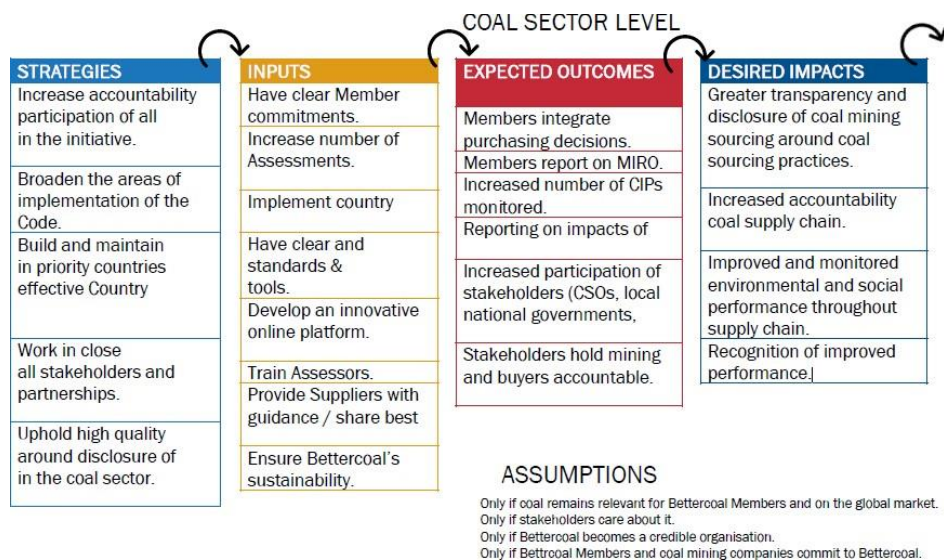 COAL SECTOR LEVEL
STRATEGIES
Increase accountability
participation of all
in the initiative.
Broaden the areas of
implementation of the
Code.
Build and maintain
in priority countries
effective Country
Work in close
all stakeholders and
partnerships.
Uphold high quality
around disclosure of
in the coal sector.
INPUTS
Have clear Member
commitments.
Increase number of
Assessments.
Implement country
Have clear and
standards &
tools.
Develop an innovative
online platform.
Train Assessors.
Provide Suppliers with
guidance / share best
Ensure Bettercoal's
sustainability.
EXPECTED OUTCOMES
Members integrate
purchasing decisions.
Members report on MIRO.
Increased number of CIPs
monitored.
Reporting on impacts of
Increased participation of
stakeholders (CSOs, local
national governments,
Stakeholders hold mining
and buyers accountable.
DESIRED IMPACTS
Greater transparency and
disclosure of coal mining
sourcing around coal
sourcing practices.
Increased accountability
coal supply chain.
Improved and monitored
environmental and social
performance throughout
supply chain.
Recognition of improved
performance.
ASSUMPTIONS
Only if coal remains relevant for Bettercoal Members and on the global market.
Only if stakeholders care about it.
Only if Bettercoal becomes a credible organisation.
Only if Bettrcoal Members and coal mining companies commit to Bettercoal.